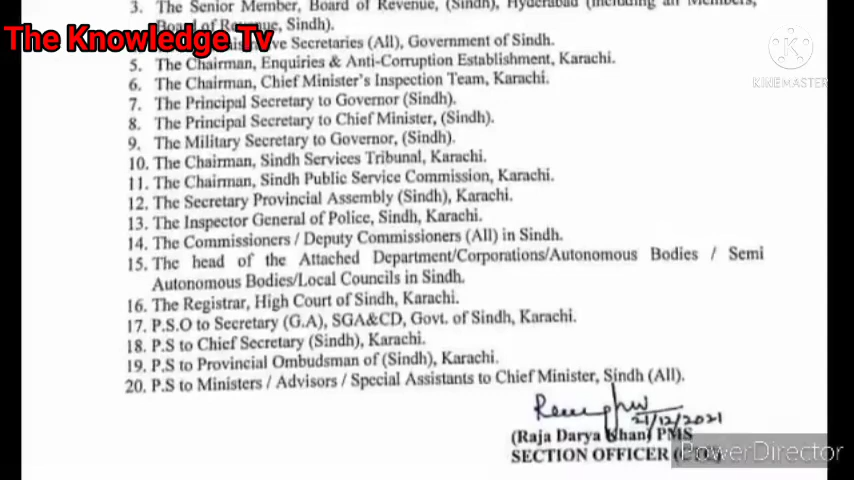 3. The Senior Member, Board of Revenue, (Sindh), Hyderabad (including all Members,
Board of Revenue, Sindh).
The Knowledge Tv
Secretaries (All), Government of Sindh.
5. The Chairman, Enquiries & Anti-Corruption Establishment, Karachi.
6. The Chairman, Chief Minister's Inspection Team, Karachi.
7. The Principal Secretary to Governor (Sindh).
8. The Principal Secretary to Chief Minister, (Sindh).
9. The Military Secretary to Governor, (Sindh).
10. The Chairman, Sindh Services Tribunal, Karachi.
11. The Chairman, Sindh Public Service Commission, Karachi.
12. The Secretary Provincial Assembly (Sindh), Karachi.
13. The Inspector General of Police, Sindh, Karachi.
14. The Commissioners / Deputy Commissioners (All) in Sindh.
15. The head of the Attached Department/Corporations/Autonomous Bodies / Semi
Autonomous Bodies/Local Councils in Sindh.
16. The Registrar, High Court of Sindh, Karachi.
17. P.S.O to Secretary (G.A), SGA&CD, Govt. of Sindh, Karachi.
18. P.S to Chief Secretary (Sindh), Karachi.
19. P.S to Provincial Ombudsman of (Sindh), Karachi.
20. P.S to Ministers / Advisors / Special Assistants to Chief Minister, Sindh (All).
21/12/2021
(Raja Darya Khan) PMS
SECTION OFFICER
KINEMASTER
PowerDirector